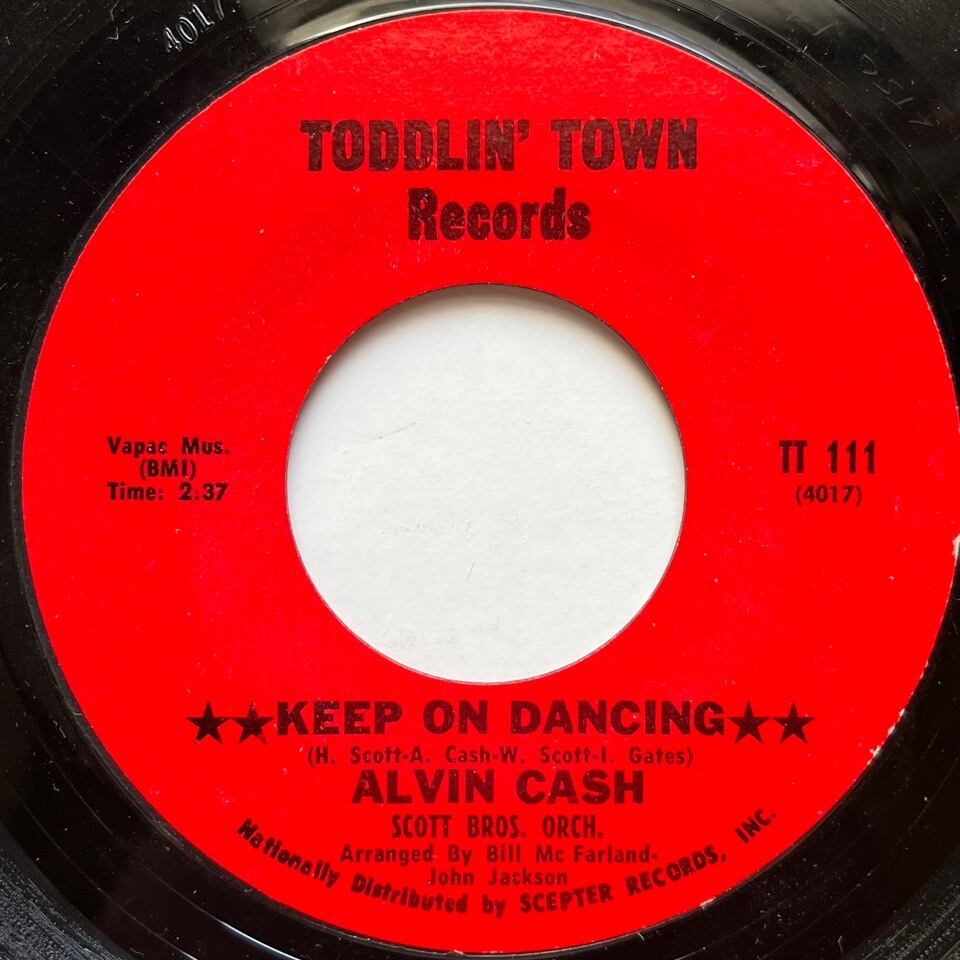 4017
TODDLIN' TOWN
Records
Vapac Mus.
(BMI)
Time: 2:37
TT 111
(4017)
★★KEEP ON DANCING★★
(H. Scott-A. Cash-W. Scott-I. Gates)
ALVIN CASH
SCOTT BROS. ORCH.
Arranged By Bill Mc Farland-
John Jackson
Nationally Distributed by SCEPTER RECORDS, INC.